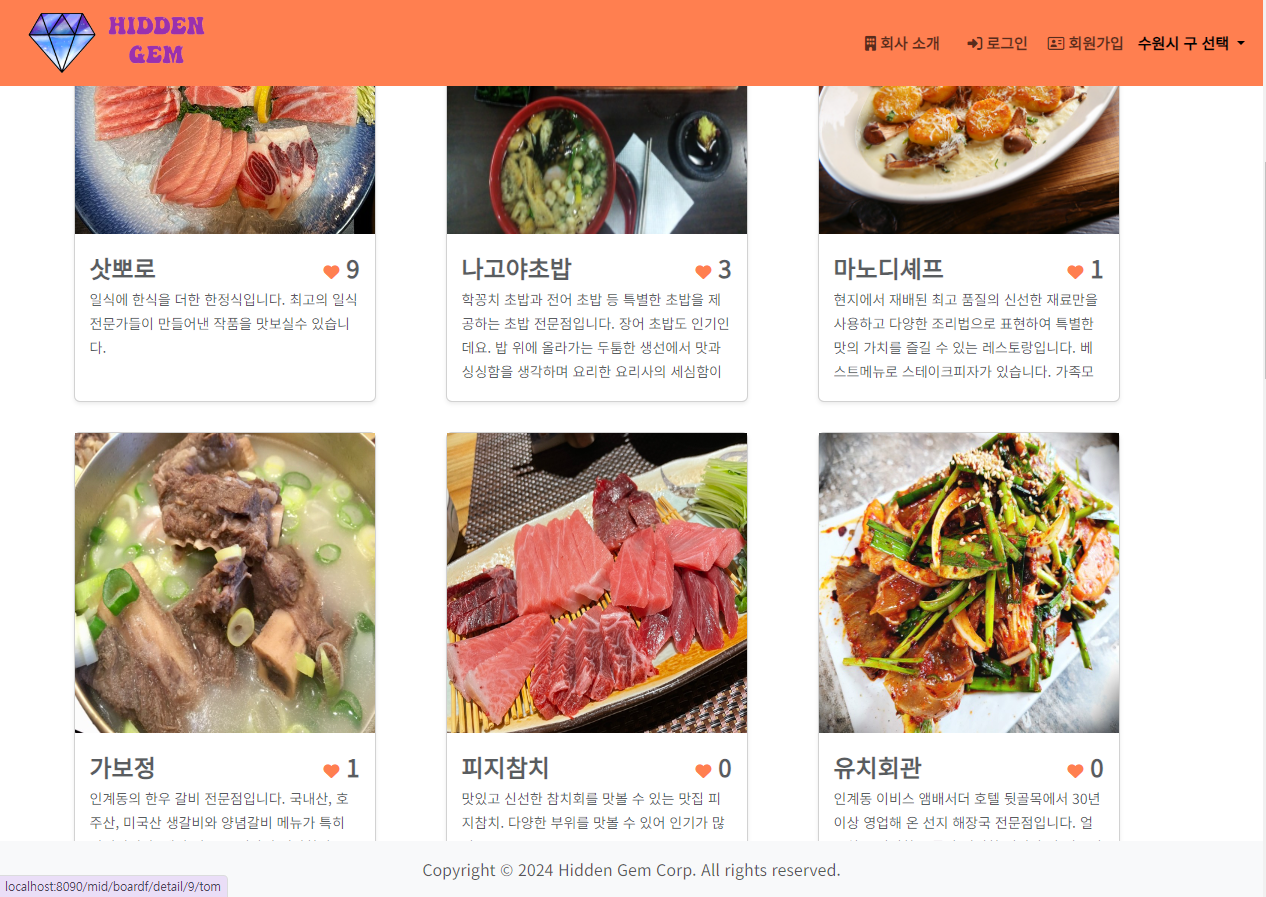 HIDDEN
GEM
회사 소개
로그인
회원가입
수원시 구 선택
삿뽀로
9
일식에 한식을 더한 한정식입니다. 최고의 일식
전문가들이 만들어낸 작품을 맛보실수 있습니
다.
나고야초밥
3
학꽁치 초밥과 전어 초밥 등 특별한 초밥을 제
공하는 초밥 전문점입니다. 장어 초밥도 인기인
데요. 밥 위에 올라가는 두툼한 생선에서 맛과
싱싱함을 생각하며 요리한 요리사의 세심함이
마노디셰프
1
현지에서 재배된 최고 품질의 신선한 재료만을
사용하고 다양한 조리법으로 표현하여 특별한
맛의 가치를 즐길 수 있는 레스토랑입니다. 베
스트메뉴로 스테이크피자가 있습니다. 가족모
가보정
1
인계동의 한우 갈비 전문점입니다. 국내산, 호
주산, 미국산 생갈비와 양념갈비 메뉴가 특히
피지참치
0
맛있고 신선한 참치회를 맛볼 수 있는 맛집 피
지참치. 다양한 부위를 맛볼 수 있어 인기가 많
유치회관
0
인계동 이비스 앰배서더 호텔 뒷골목에서 30년
이상 영업해 온 선지 해장국 전문점입니다. 얼
Copyright © 2024 Hidden Gem Corp. All rights reserved.
localhost:8090/mid/boardf/detail/9/tom